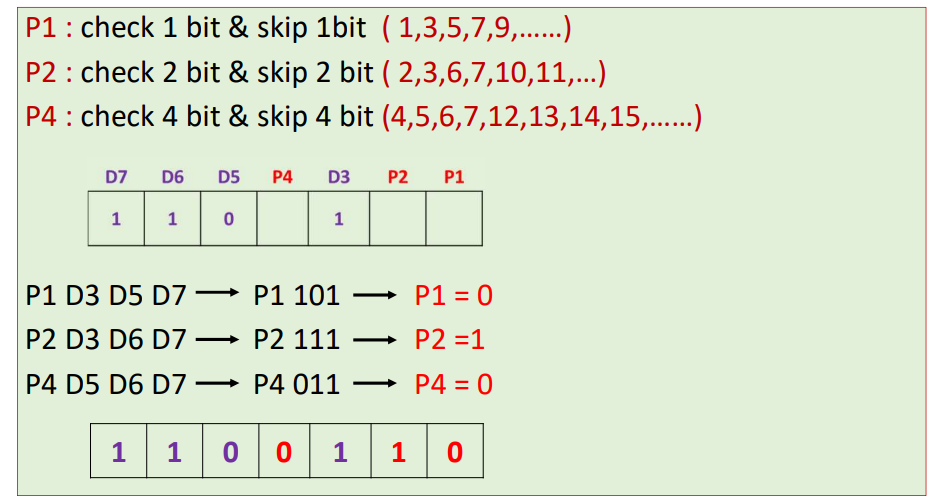 P1 : check 1 bit & skip 1bit ( 1,3,5,7,9,......)
P2 : check 2 bit & skip 2 bit ( 2,3,6,7,10,11,...)
P4 : check 4 bit & skip 4 bit (4,5,6,7,12,13,14,15,......)
D7 D6 D5 P4 D3 P2 P1
1 1 0 1
P1 D3 D5 D7 ⟶ P1 101 ⟶ P1 = 0
P2 D3 D6 D7 ⟶ P2 111 ⟶ P2 =1
P4 D5 D6 D7 ⟶ P4 011 ⟶ P4 = 0
1 1 0 0 1 1 0